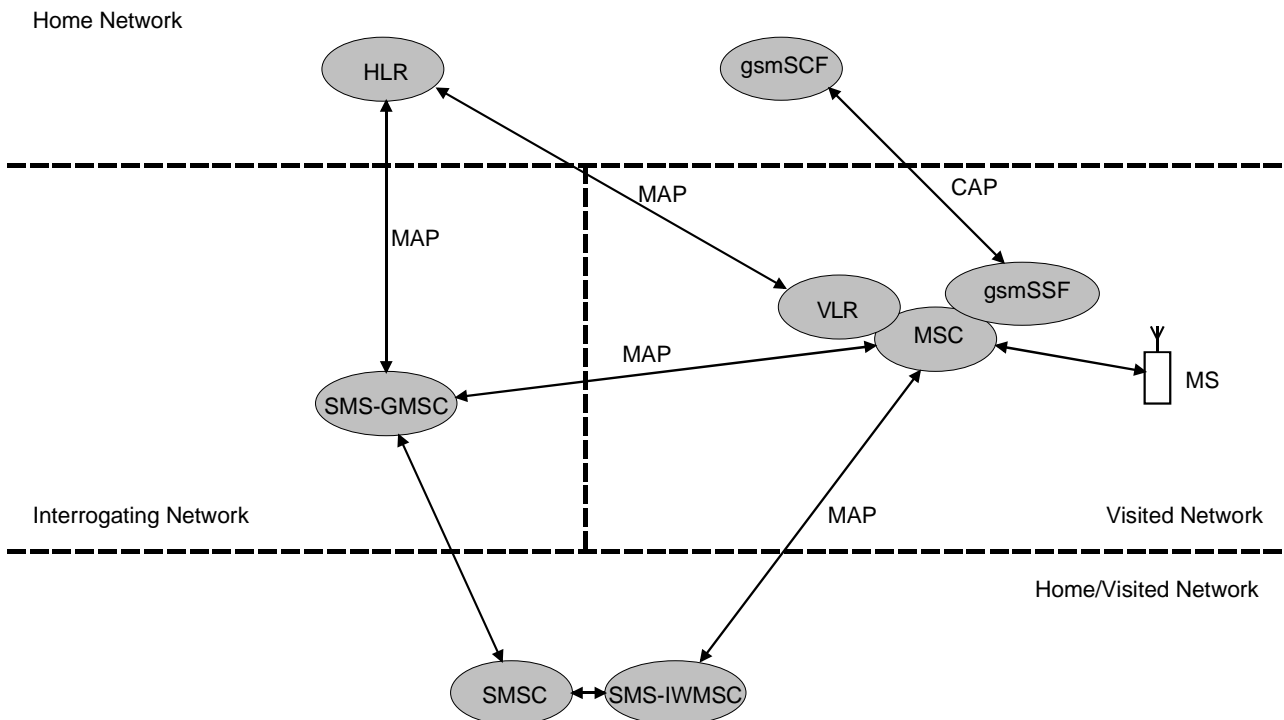 Home Network
HLR
gsmSCF
MAP
CAP
MAP
gsmSSF
VLR
MSC
MAP
MS
SMS-GMSC
Interrogating Network
MAP
Visited Network
Home/Visited Network
SMSC
SMS-IWMSC